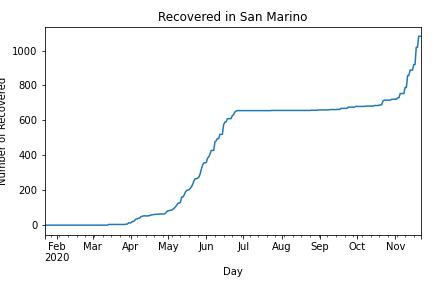 Recovered in San Marino
Number of Recovered
1000
800
600
400
200
0
Feb Mar Apr May Jun Jul Aug Sep Oct Nov
2020
Day